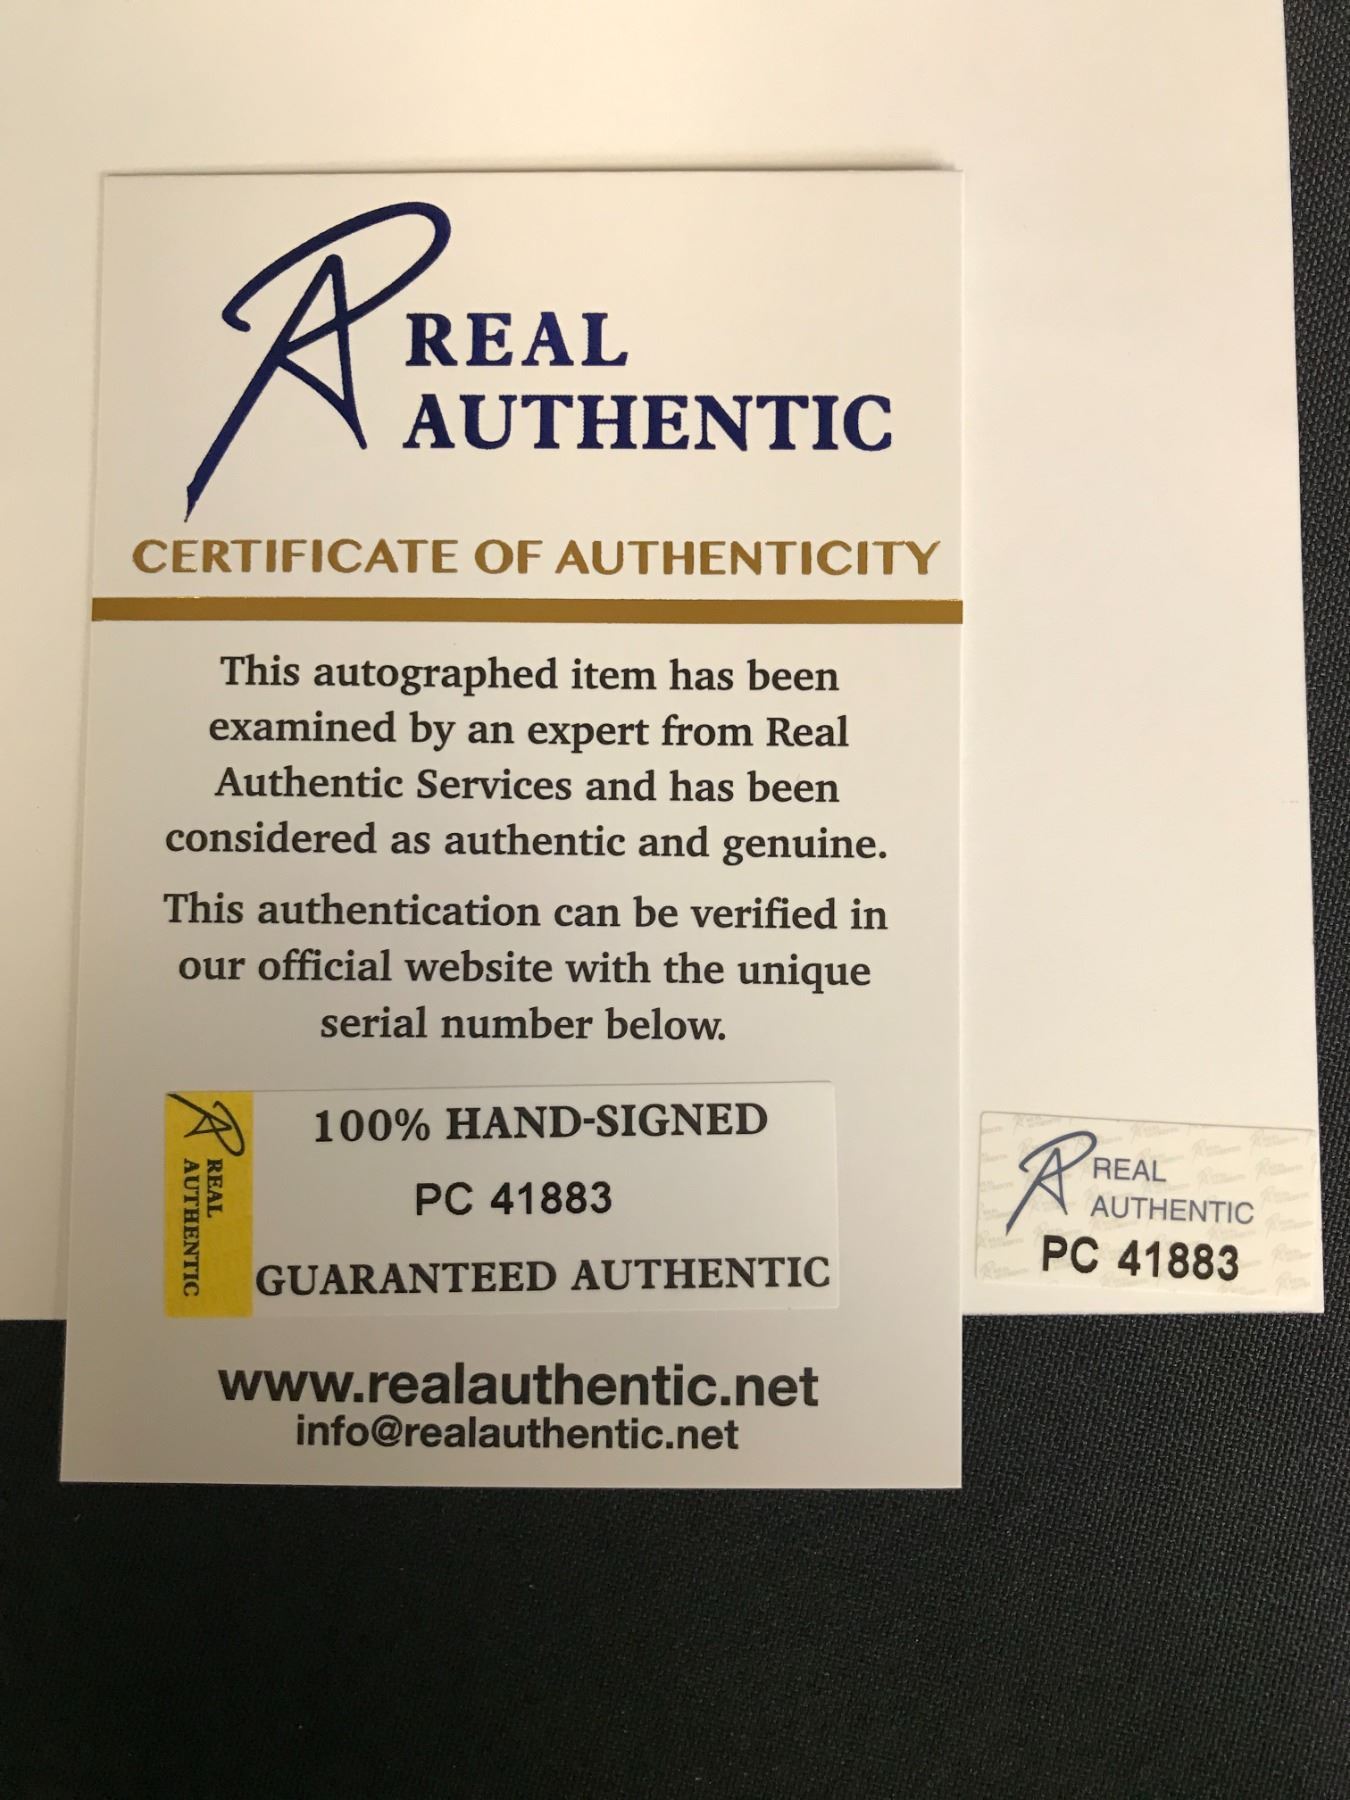 REAL
AUTHENTIC
CERTIFICATE OF AUTHENTICITY
This autographed item has been
examined by an expert from Real
Authentic Services and has been
considered as authentic and genuine.
This authentication can be verified in
our official website with the unique
serial number below.
REAL
AUTHENTIC
100% HAND-SIGNED
PC 41883
GUARANTEED AUTHENTIC
www.realauthentic.net
info@realauthentic.net
REAL
AUTHENTIC
PC 41883